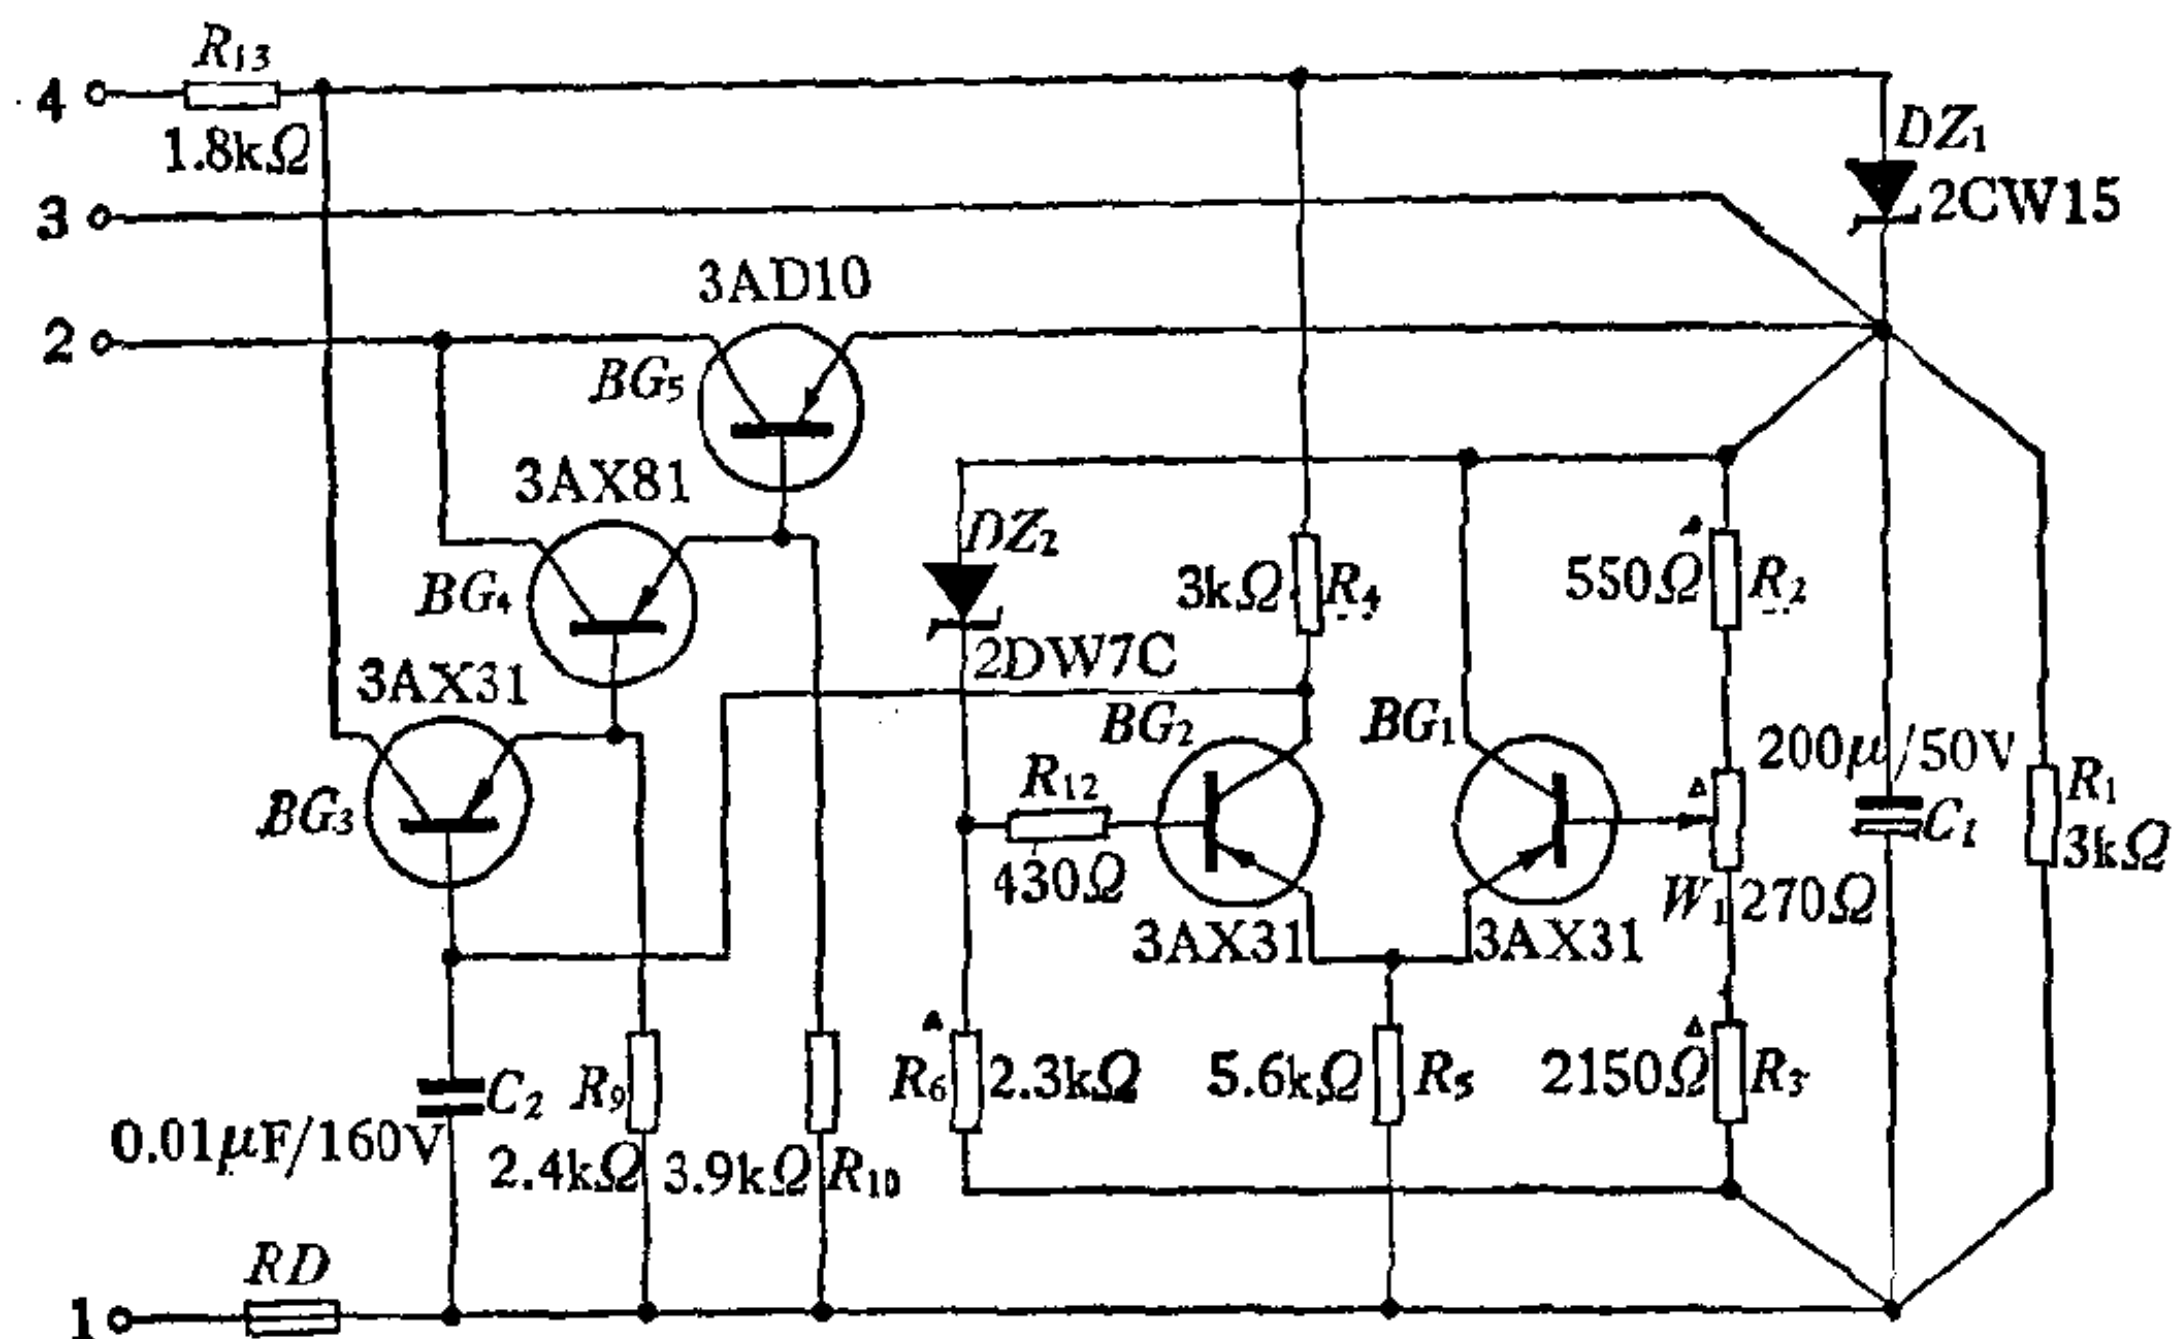 R₁₃
4
1.8kΩ
DZ₁
2CW15
3
3AD10
2
BG₅
3AX81
DZ₂
BG₄
3kΩ R₄
550Ω R₂
2DW7C
3AX31
BG₂
BG₁
200μ/50V
R₁₂
R₁
BG₃
C₁
3kΩ
430Ω
W₁ 270Ω
3AX31
3AX31
C₂
R₉
R₆ 2.3kΩ
5.6kΩ R₅
2150Ω R₃
0.01μF/160V
2.4kΩ
3.9kΩ R₁₀
RD
1